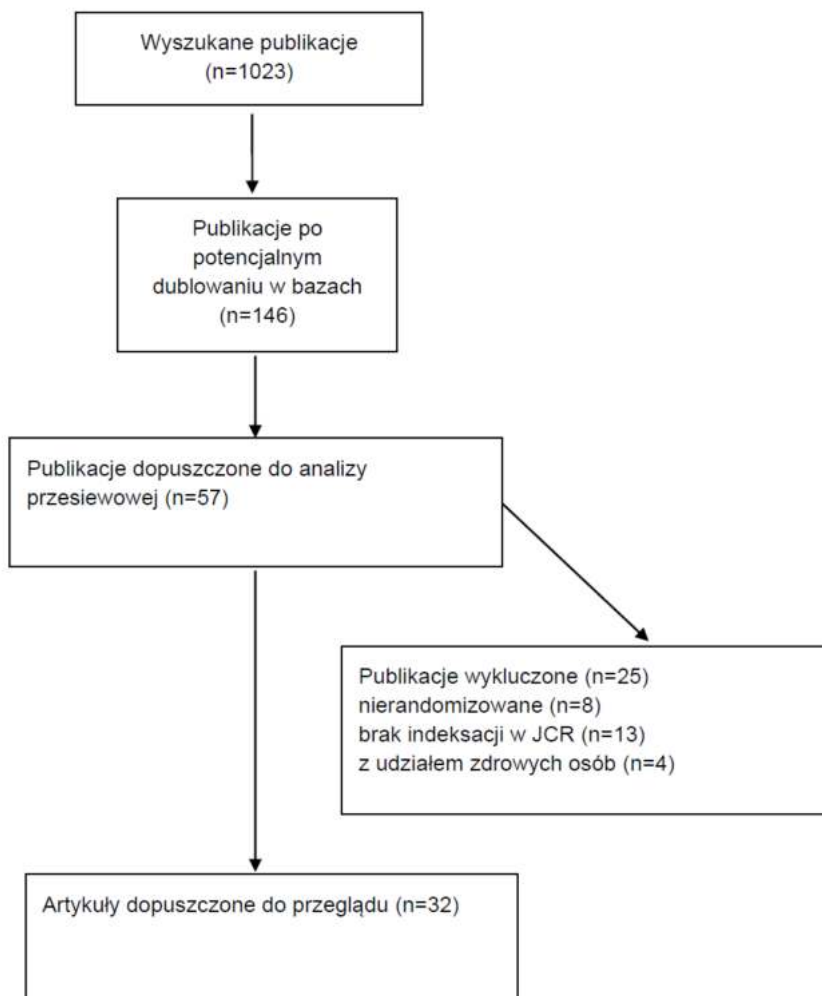 Wyszukane publikacje
(n=1023)
Publikacje po
potencjalnym
dublowaniu w bazach
(n=146)
Publikacje dopuszczone do analizy
przesiewowej (n=57)
Publikacje wykluczone (n=25)
nierandomizowane (n=8)
brak indeksacji w JCR (n=13)
z udziałem zdrowych osób (n=4)
Artykuły dopuszczone do przeglądu (n=32)